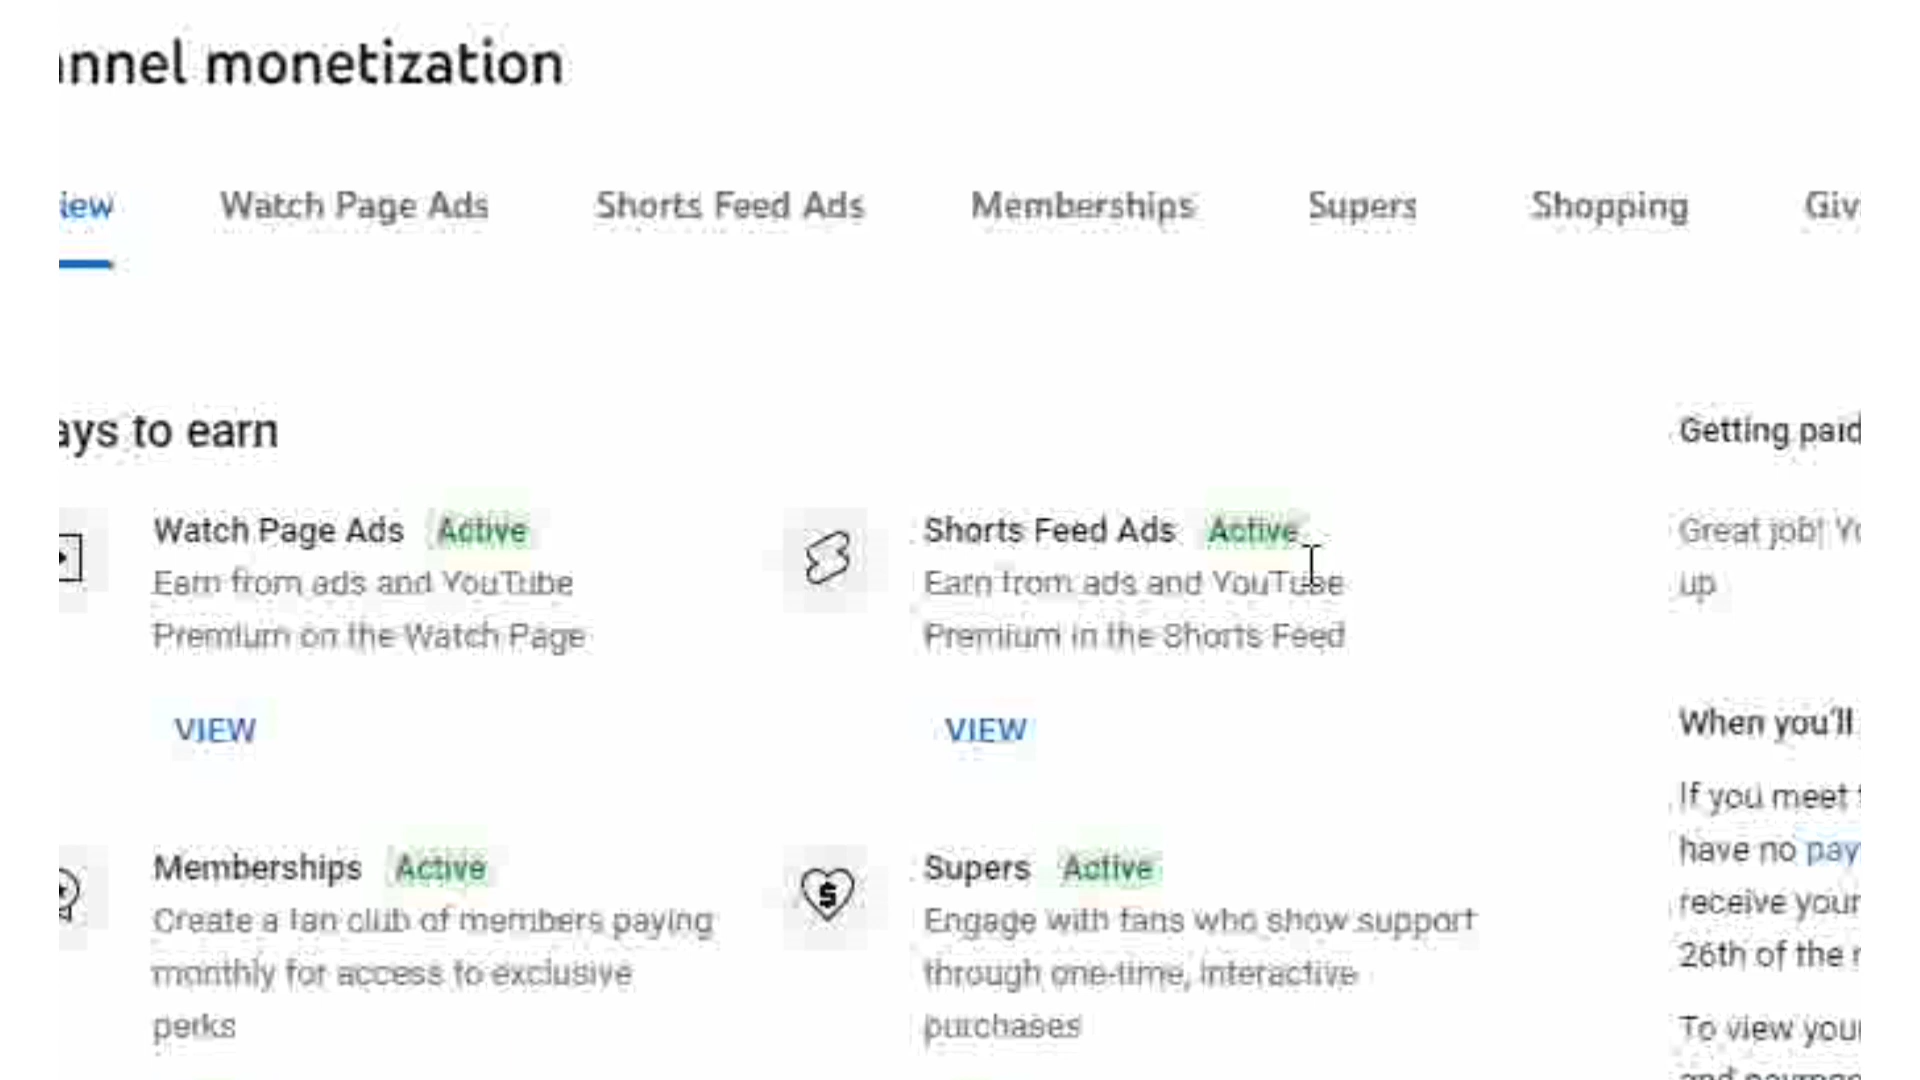 annel monetization
iew Watch Page Ads Shorts Feed Ads Memberships Supers Shopping Giv
ays to earn
Watch Page Ads Active
Earn from ads and YouTube
Premium on the Watch Page
VIEW
Shorts Feed Ads Active
Earn from ads and YouTube
Premium in the Shorts Feed
VIEW
Memberships Active
Create a fan club of members paying
monthly for access to exclusive
perks
Supers Active
Engage with fans who show support
through one-time, interactive
purchases
Getting paid
Great job! Yo
up
When you'll
If you meet
have no pay
receive your
26th of the
To view you